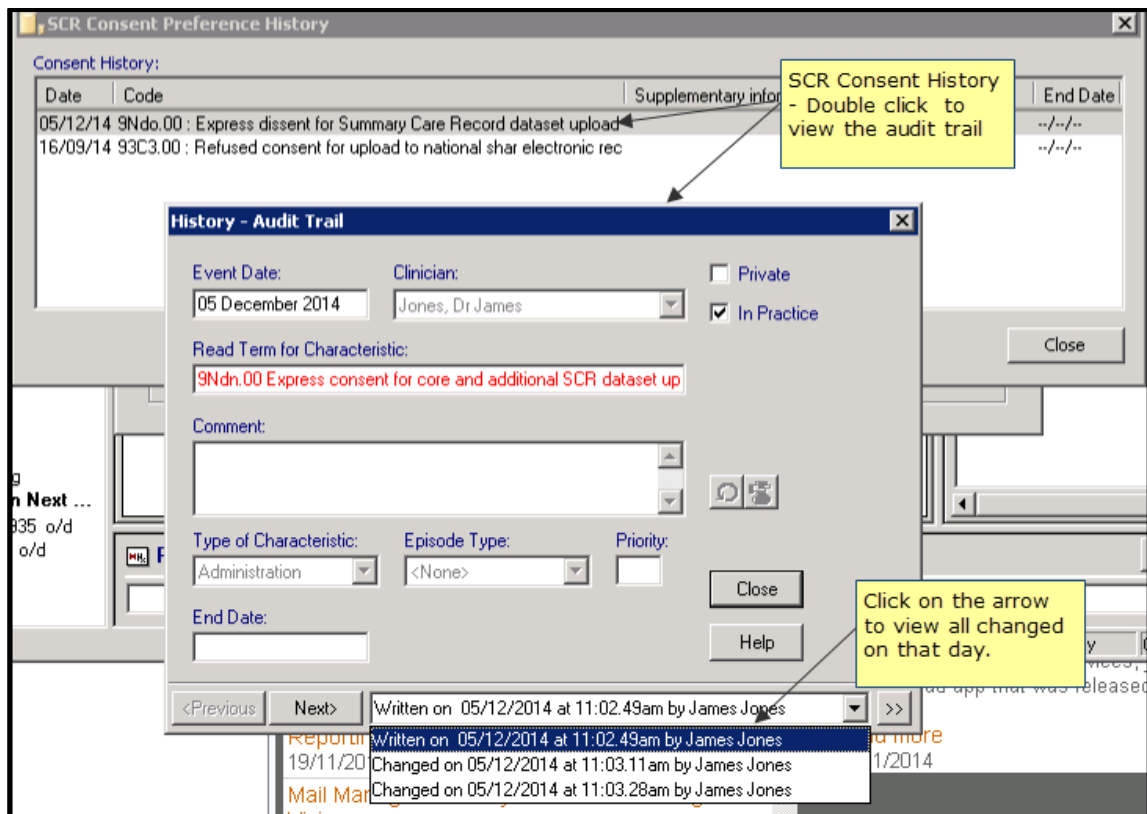 SCR Consent Preference History
Consent History:
Date Code Supplementary infor End Date
05/12/14 9Ndo.00 : Express dissent for Summary Care Record dataset upload --/--/--
16/09/14 93C3.00 : Refused consent for upload to national shar electronic rec --/--/--
SCR Consent History
- Double click to
view the audit trail
Close
History - Audit Trail
Event Date:
05 December 2014
Clinician:
Jones, Dr James
Private
In Practice
Read Term for Characteristic:
9Ndn.00 Express consent for core and additional SCR dataset up
Comment:
Type of Characteristic:
Administration
Episode Type:
<None>
Priority:
End Date:
Close
Help
Click on the arrow
to view all changed
on that day.
<Previous
Next>
Written on 05/12/2014 at 11:02.49am by James Jones
>>
Written on 05/12/2014 at 11:02.49am by James Jones
Changed on 05/12/2014 at 11:03.11am by James Jones
Changed on 05/12/2014 at 11:03.28am by James Jones
g
n Next ...
935 o/d
o/d
app that was released
19/11/20
1/2014
Mail Mar